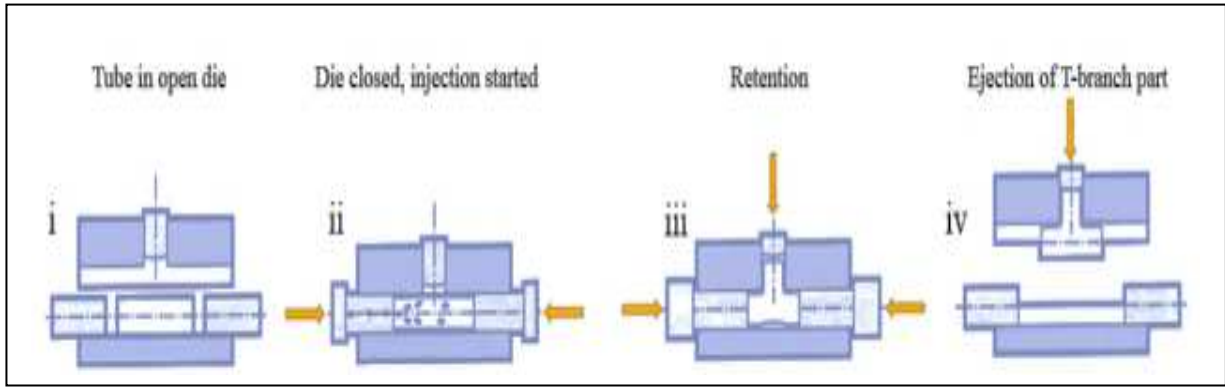 Tube in open die
Die closed, injection started
Retention
Ejection of T-branch part
i
ii
iii
iv